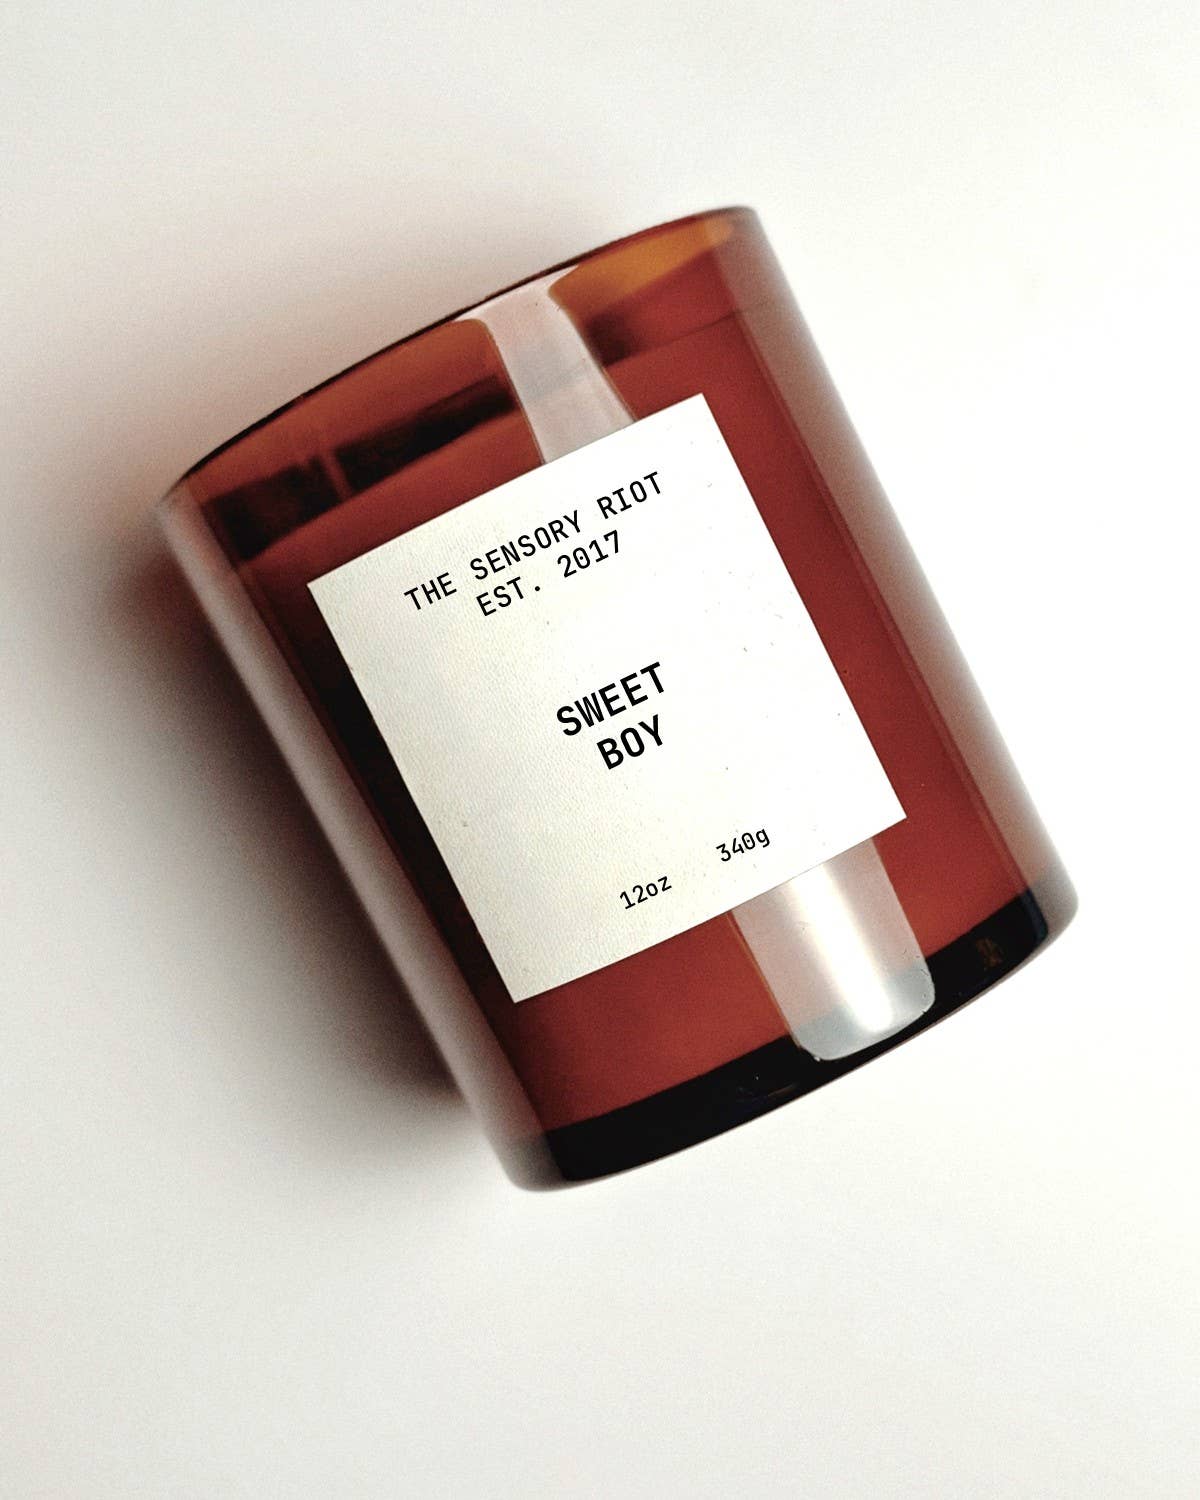 THE SENSORY RIOT
EST. 2017
SWEET
BOY
12oz 340g